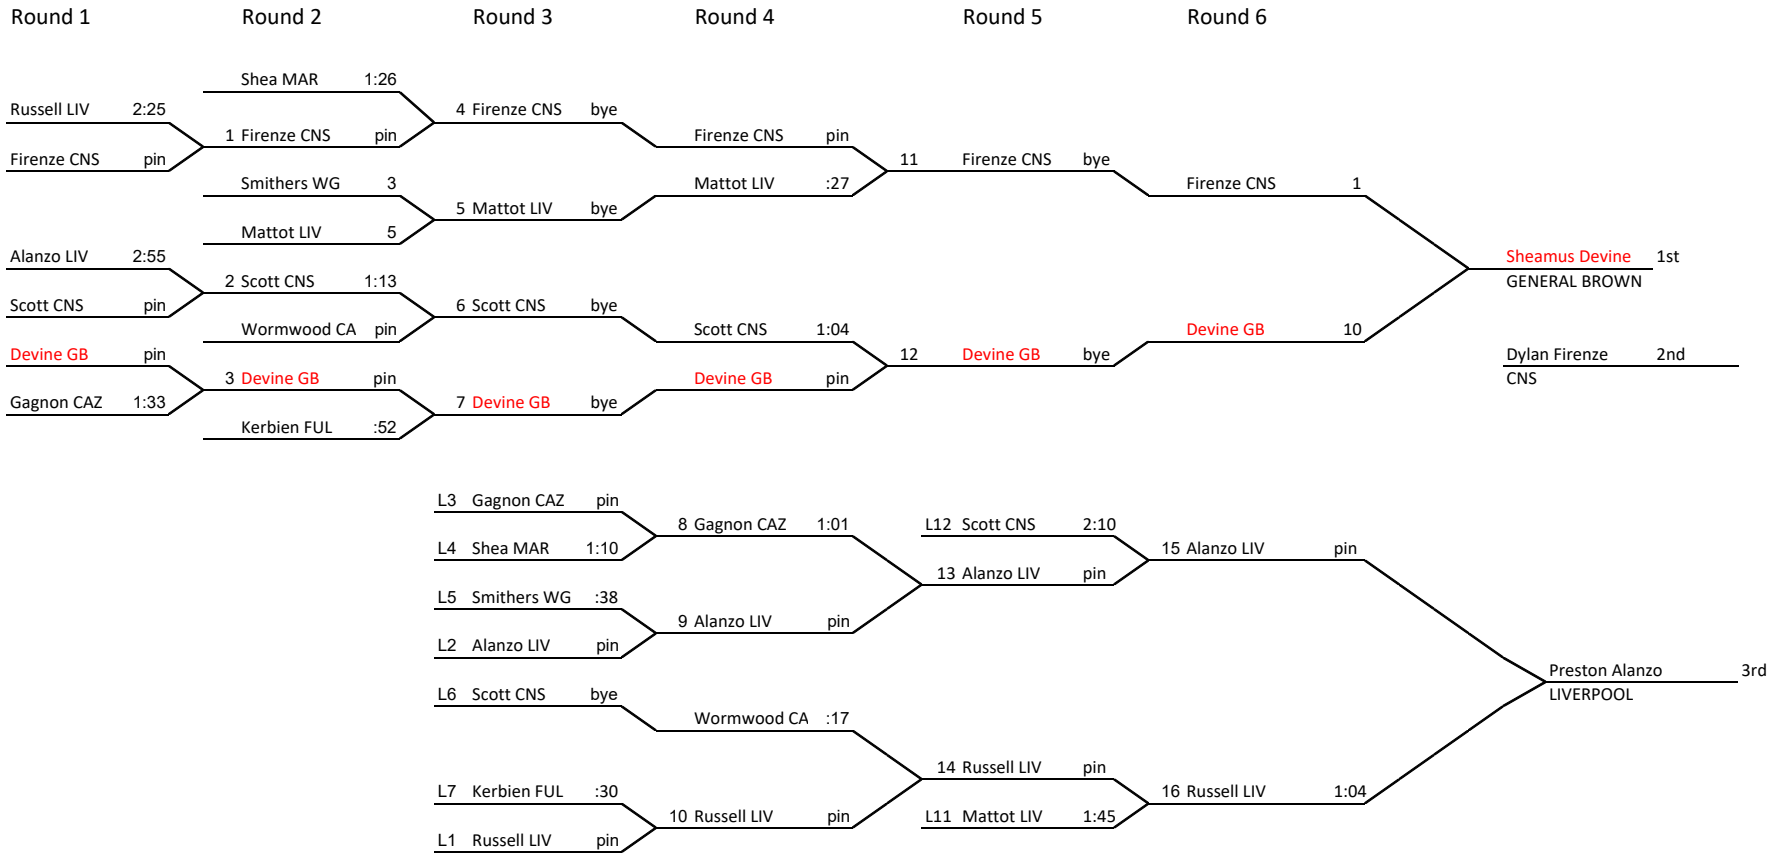 Round 1 Round 2 Round 3 Round 4 Round 5 Round 6
Shea MAR 1:26
Russell LIV 2:25 4 Firenze CNS bye
1 Firenze CNS pin Firenze CNS pin
Firenze CNS pin 11 Firenze CNS bye
Smithers WG 3 Mattot LIV :27 Firenze CNS 1
5 Mattot LIV bye
Mattot LIV 5
Alanzo LIV 2:55 Sheamus Devine 1st
2 Scott CNS 1:13 GENERAL BROWN
Scott CNS pin 6 Scott CNS bye
Wormwood CA pin Scott CNS 1:04 Devine GB 10
Devine GB pin 12 Devine GB bye Dylan Firenze 2nd
3 Devine GB pin Devine GB pin CNS
Gagnon CAZ 1:33 7 Devine GB bye
Kerbien FUL :52
L3 Gagnon CAZ pin
8 Gagnon CAZ 1:01 L12 Scott CNS 2:10
L4 Shea MAR 1:10 15 Alanzo LIV pin
13 Alanzo LIV pin
L5 Smithers WG :38
9 Alanzo LIV pin
L2 Alanzo LIV pin
Preston Alanzo 3rd
L6 Scott CNS bye LIVERPOOL
Wormwood CA :17
14 Russell LIV pin
L7 Kerbien FUL :30 16 Russell LIV 1:04
10 Russell LIV pin L11 Mattot LIV 1:45
L1 Russell LIV pin